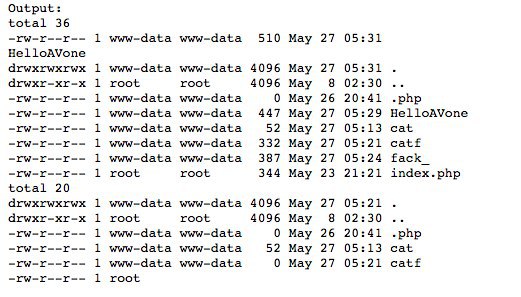 Output:
total 36
-rw-r--r-- 1 www-data www-data  510 May 27 05:31
HelloAVone
drwxrwxrwx 1 www-data www-data 4096 May 27 05:31 .
drwxr-xr-x 1 root     root     4096 May  8 02:30 ..
-rw-r--r-- 1 www-data www-data    0 May 26 20:41 .php
-rw-r--r-- 1 www-data www-data  447 May 27 05:29 HelloAVone
-rw-r--r-- 1 www-data www-data   52 May 27 05:13 cat
-rw-r--r-- 1 www-data www-data  332 May 27 05:21 catf
-rw-r--r-- 1 www-data www-data  387 May 27 05:24 fack_
-rw-r--r-- 1 root     root      344 May 23 21:21 index.php
total 20
drwxrwxrwx 1 www-data www-data 4096 May 27 05:21 .
drwxr-xr-x 1 root     root     4096 May  8 02:30 ..
-rw-r--r-- 1 www-data www-data    0 May 26 20:41 .php
-rw-r--r-- 1 www-data www-data   52 May 27 05:13 cat
-rw-r--r-- 1 www-data www-data    0 May 27 05:21 catf
-rw-r--r-- 1 root